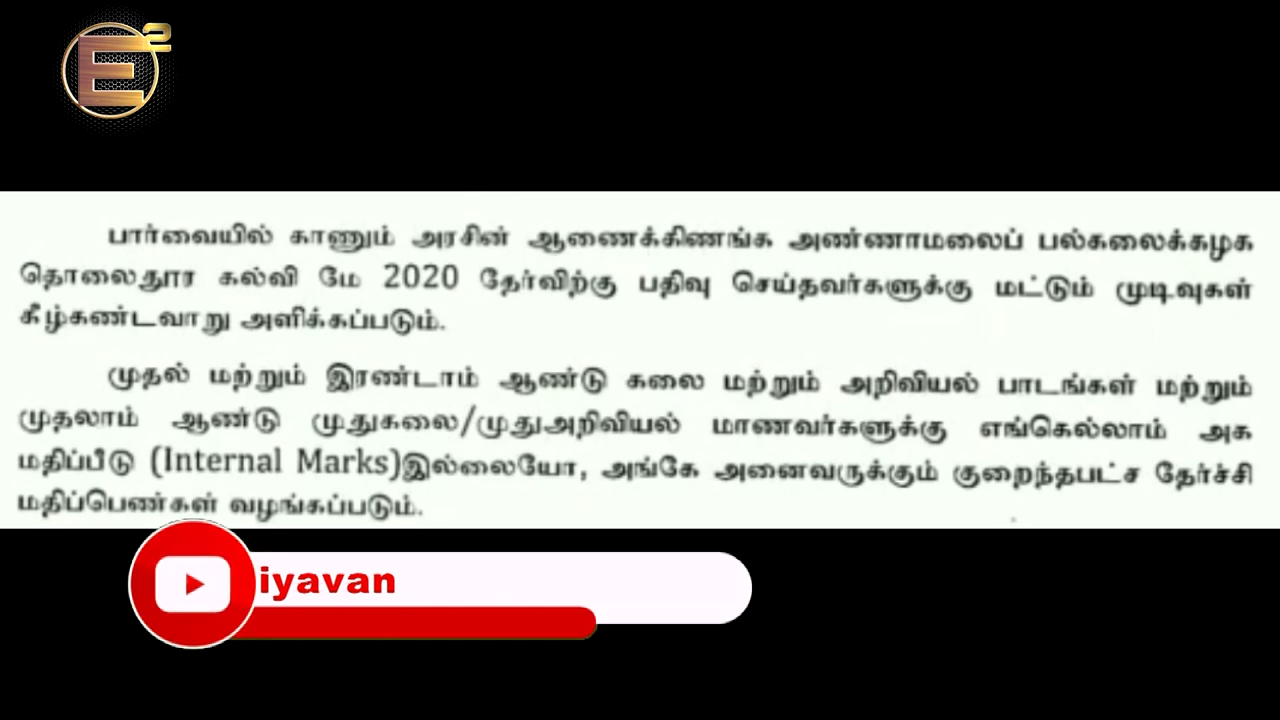 E²
பார்வையில் காணும் அரசின் ஆணைக்கிணங்க அண்ணாமலைப் பல்கலைக்கழக
தொலைதூர கல்வி மே 2020 தேர்விற்கு பதிவு செய்தவர்களுக்கு மட்டும் முடிவுகள்
கீழ்கண்டவாறு அளிக்கப்படும்.
முதல் மற்றும் இரண்டாம் ஆண்டு கலை மற்றும் அறிவியல் பாடங்கள் மற்றும்
முதலாம் ஆண்டு முதுகலை/முதுஅறிவியல் மாணவர்களுக்கு எங்கெல்லாம் அக
மதிப்பீடு (Internal Marks)இல்லையோ, அங்கே அனைவருக்கும் குறைந்தபட்ச தேர்ச்சி
மதிப்பெண்கள் வழங்கப்படும்.
iyavan